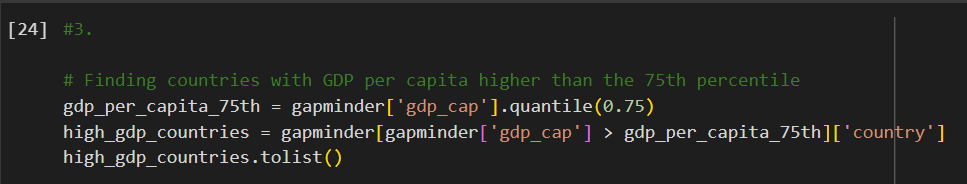 [24] #3.
# Finding countries with GDP per capita higher than the 75th percentile
gdp_per_capita_75th = gapminder['gdp_cap'].quantile(0.75)
high_gdp_countries = gapminder[gapminder['gdp_cap'] > gdp_per_capita_75th]['country']
high_gdp_countries.tolist()